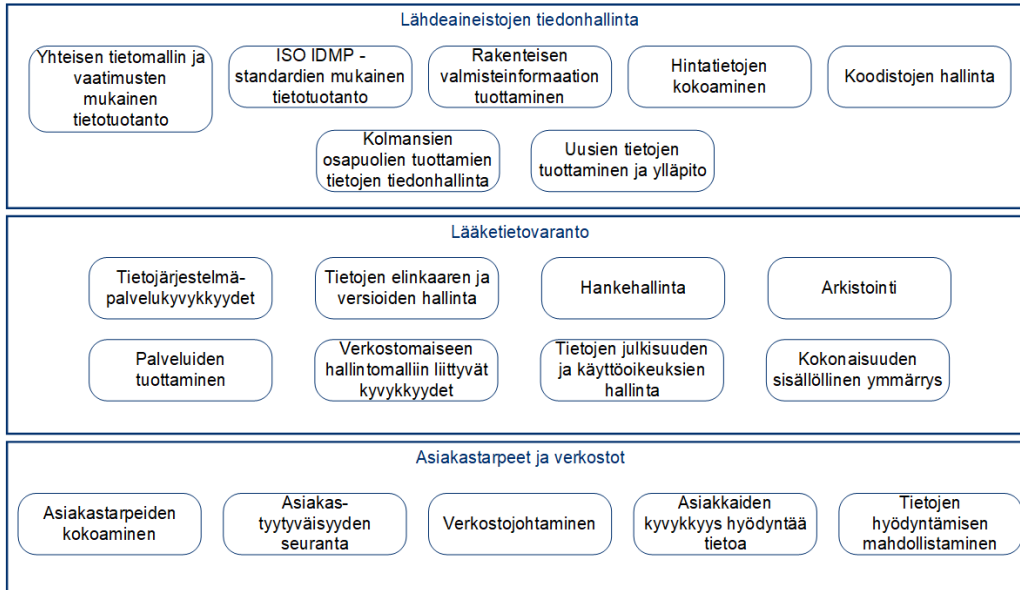 Lähdeaineistojen tiedonhallinta
Yhteisen tietomallin ja
vaatimusten
mukainen
tietotuotanto
ISO IDMP -
standardien mukainen
tietotuotanto
Rakenteisen
valmisteinformaation
tuottaminen
Hintatietojen
kokoaminen
Koodistojen hallinta
Kolmansien
osapuolien tuottamien
tietojen tiedonhallinta
Uusien tietojen
tuottaminen ja ylläpito
Lääketietovaranto
Tietojärjestelmä-
palvelukyvykkyydet
Tietojen elinkaaren ja
versioiden hallinta
Hankehallinta
Arkistointi
Palveluiden
tuottaminen
Verkostomaiseen
hallintomalliin liittyvät
kyvykkyydet
Tietojen julkisuuden
ja käyttöoikeuksien
hallinta
Kokonaisuuden
sisällöllinen ymmärrys
Asiakastarpeet ja verkostot
Asiakastarpeiden
kokoaminen
Asiakas-
tyytyväisyyden
seuranta
Verkostojohtaminen
Asiakkaiden
kyvykkyys hyödyntää
tietoa
Tietojen
hyödyntämisen
mahdollistaminen